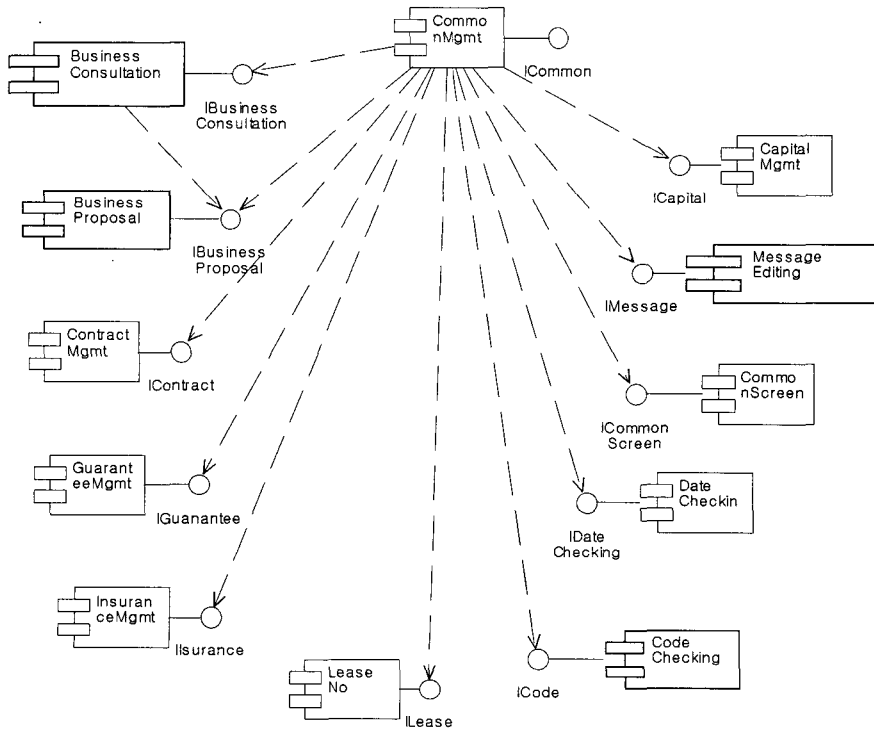 Commo
nMgmt
ICommon
Business
Consultation
IBusiness
Consultation
Capital
Mgmt
ICapital
Business
Proposal
IBusiness
Proposal
Message
Editing
IMessage
Contract
Mgmt
IContract
Commo
nScreen
ICommon
Screen
Guarant
eeMgmt
IGuanantee
Date
Checkin
IDate
Checking
Insuran
ceMgmt
IIsurance
Code
Checking
ICode
Lease
No
ILease